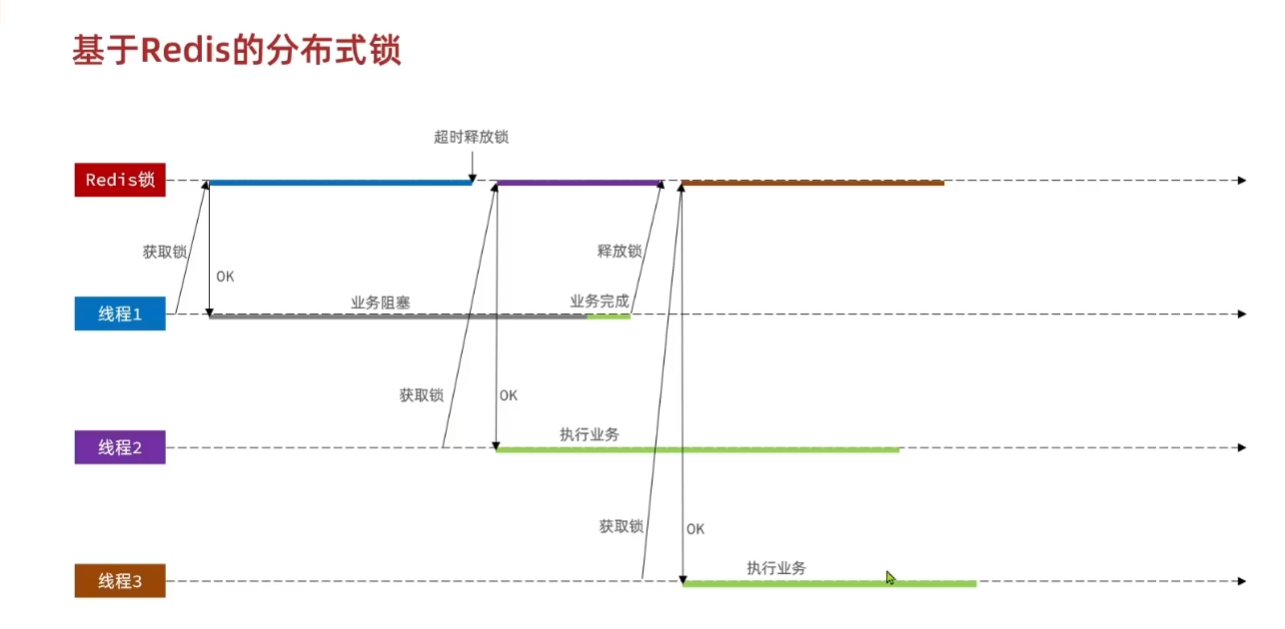 基于Redis的分布式锁
超时释放锁
Redis锁
获取锁
释放锁
OK
业务阻塞
业务完成
线程1
获取锁
OK
执行业务
线程2
获取锁
OK
执行业务
线程3